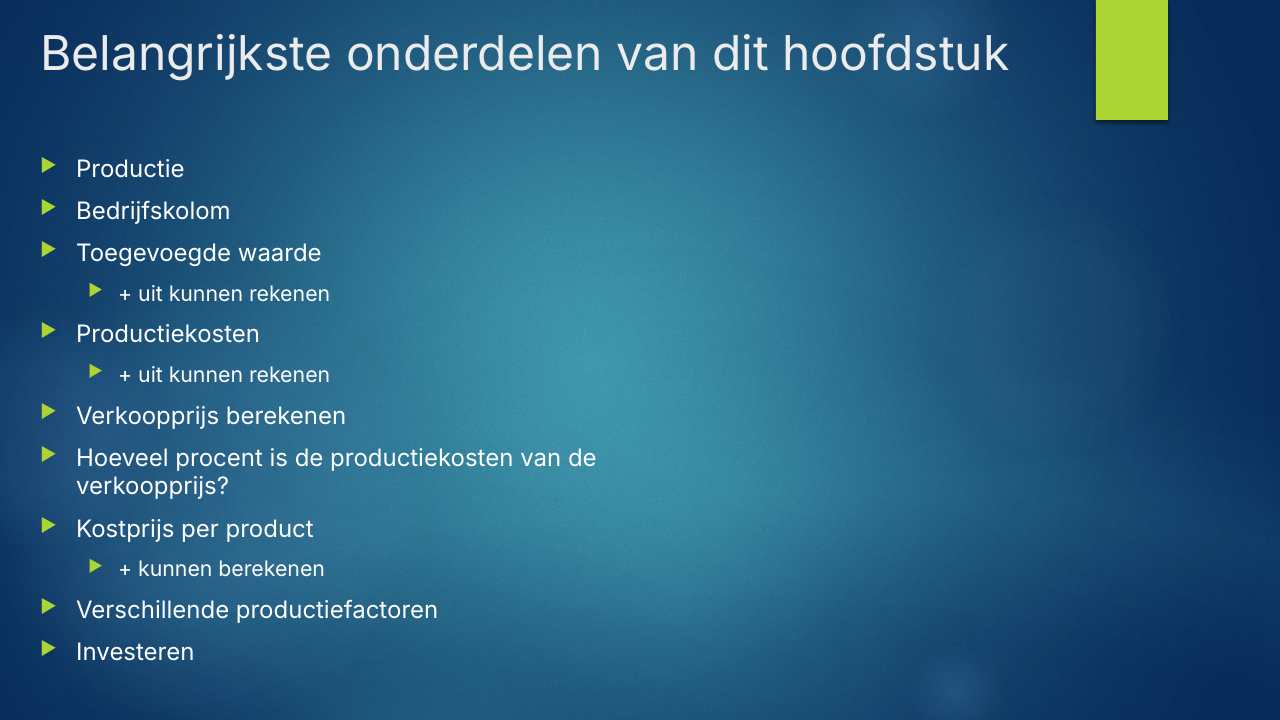 Belangrijkste onderdelen van dit hoofdstuk
Productie
Bedrijfskolom
Toegevoegde waarde
+ uit kunnen rekenen
Productiekosten
+ uit kunnen rekenen
Verkoopprijs berekenen
Hoeveel procent is de productiekosten van de
verkoopprijs?
Kostprijs per product
+ kunnen berekenen
Verschillende productiefactoren
Investeren